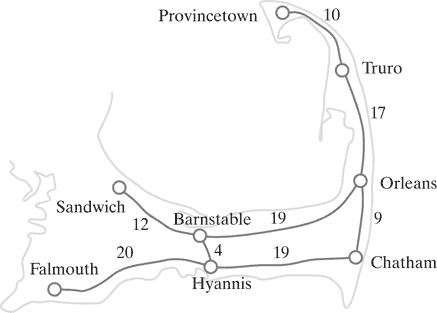 Provincetown
10
Truro
17
Orleans
Sandwich
Barnstable
19
9
12
20
4
19
Chatham
Falmouth
Hyannis